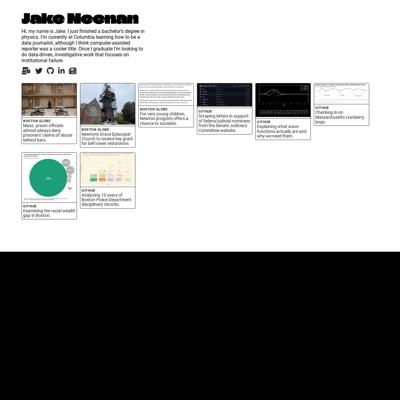 Jake Neenan
Hi, my name is Jake. I just finished a bachelor's degree in
physics. I'm currently at Columbia learning how to be a
data journalist, although I think computer-assisted
reporter was a cooler title. Once I graduate I'm looking to
do data-driven, investigative work that focuses on
institutional failure.
BOSTON GLOBE
Mass. prison officials
almost always deny
prisoners' claims of abuse
behind bars.
BOSTON GLOBE
Newton's Grace Episcopal
Church to receive key grant
for bell tower restoration.
BOSTON GLOBE
For very young children,
Newton program offers a
chance to socialize.
GITHUB
Scraping letters in support
of federal judicial nominees
from the Senate Judiciary
Committee website.
GITHUB
Explaining what wave
functions actually are and
why we need them.
GITHUB
Checking in on
Massachusetts cranberry
bogs.
GITHUB
Examining the racial wealth
gap in Boston.
GITHUB
Analyzing 10 years of
Boston Police Department
disciplinary records.